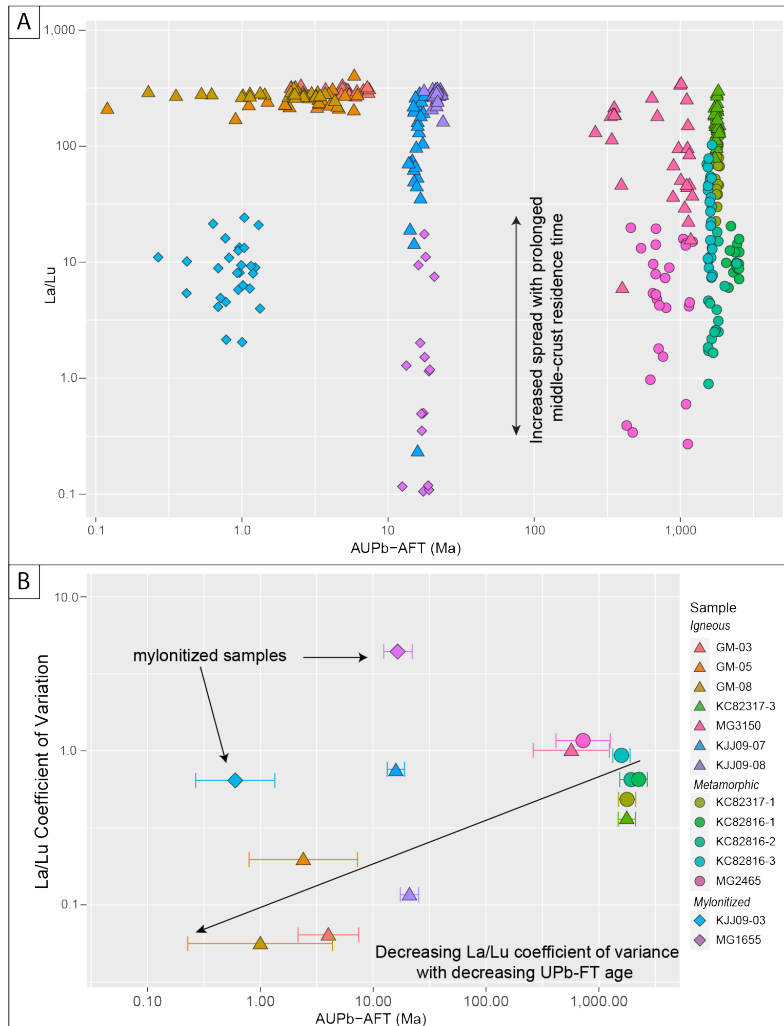 A
1,000
100
10
1.0
0.1
La/Lu
Increased spread with prolonged
middle-crust residence time
0.1
1.0
10
100
1,000
AUPb−AFT (Ma)
B
10.0
1.0
0.1
La/Lu Coefficient of Variation
mylonitized samples
Decreasing La/Lu coefficient of variance
with decreasing UPb-FT age
0.10
1.00
10.00
100.00
1,000.00
AUPb−AFT (Ma)
Sample
Igneous
GM-03
GM-05
GM-08
KC82317-3
MG3150
KJJ09-07
KJJ09-08
Metamorphic
KC82317-1
KC82816-1
KC82816-2
KC82816-3
MG2465
Mylonitized
KJJ09-03
MG1655